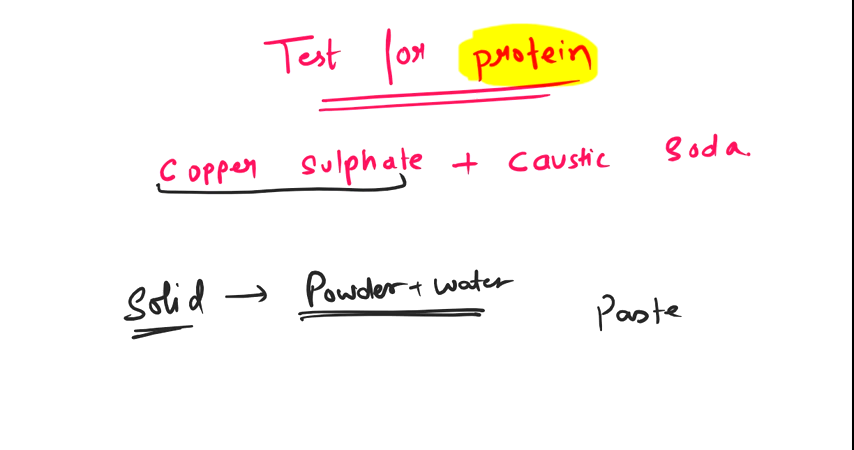 Test for protein
Copper Sulphate + Caustic Soda.
Solid → Powder + water
Paste